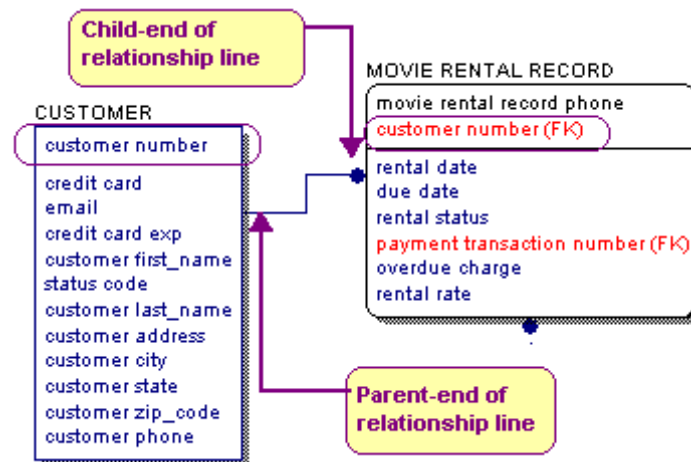 Child-end of
relationship line
MOVIE RENTAL RECORD
movie rental record phone
customer number (FK)
rental date
due date
rental status
payment transaction number (FK)
overdue charge
rental rate
CUSTOMER
customer number
credit card
email
credit card exp
customer first_name
status code
customer last_name
customer address
customer city
customer state
customer zip_code
customer phone
Parent-end of
relationship line